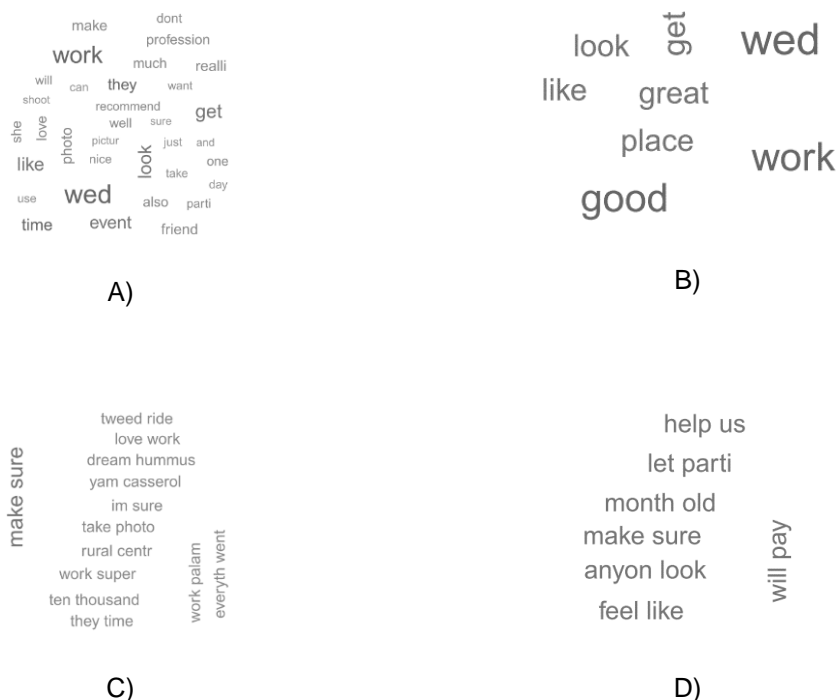 dont
make
profession
work
much
realli
will
can
they
want
shoot
recommend
get
she
love
well
sure
photo
pictur
just
and
like
nice
look
one
take
day
use
wed
also
parti
time
event
friend
A)
look
get
wed
like
great
place
work
good
B)
tweed ride
love work
dream hummus
make sure
yam casserol
im sure
take photo
rural centr
work super
work palam
everyth went
ten thousand
they time
C)
help us
let parti
month old
make sure
will pay
anyon look
feel like
D)